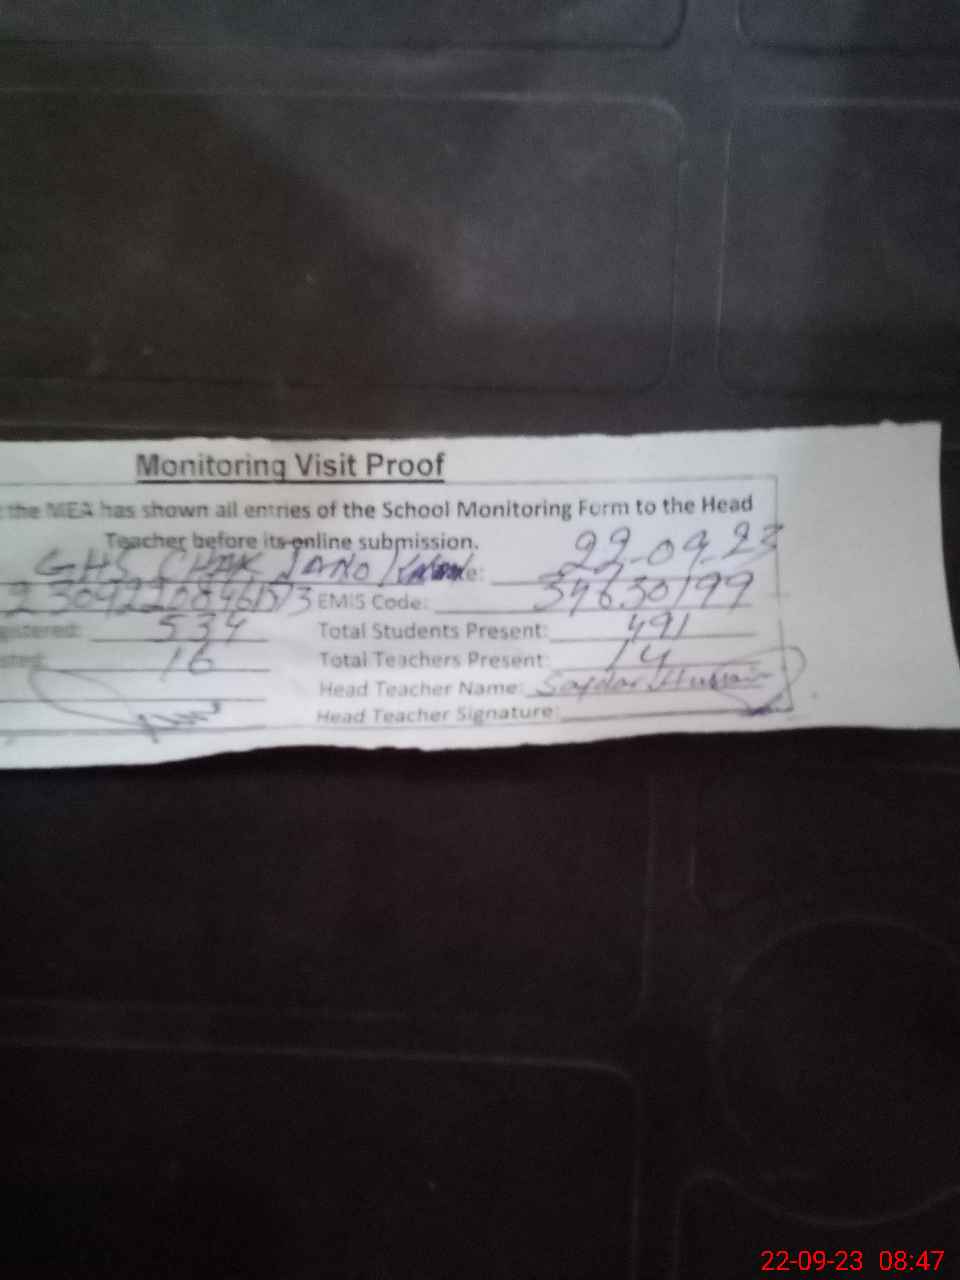 Monitoring Visit Proof
the MEA has shown all entries of the School Monitoring Form to the Head
Teacher before its online submission.
GHS CHAK JANO 22-09-23
EMIS Code: 34630199
534 Total Students Present: 491
16 Total Teachers Present: 14
Head Teacher Name: Safdar Hussain
Head Teacher Signature:
22-09-23 08:47